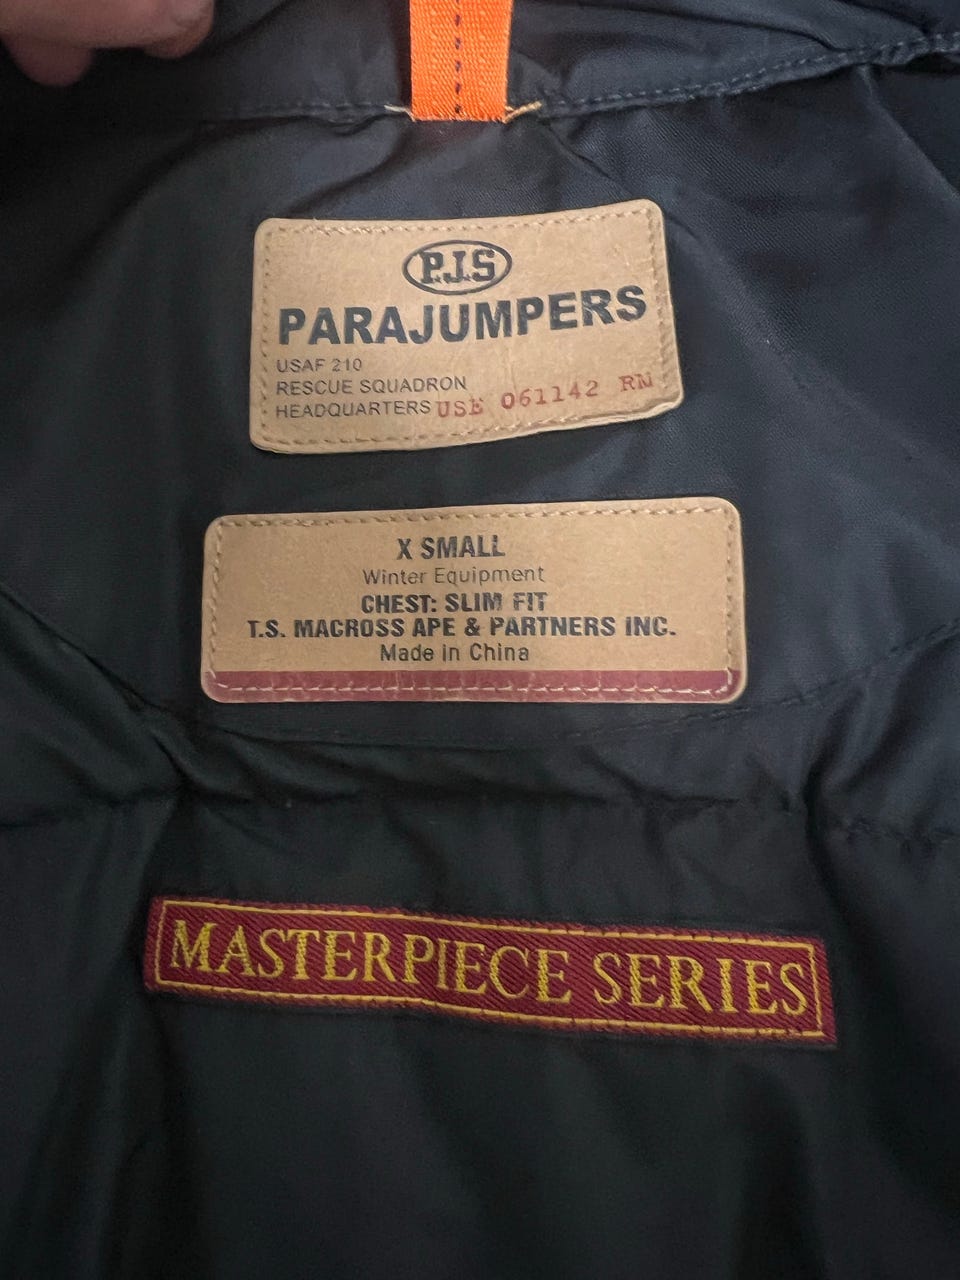 P.J.S
PARAJUMPERS
USAF 210
RESCUE SQUADRON
HEADQUARTERS USE 061142 RN
X SMALL
Winter Equipment
CHEST: SLIM FIT
T.S. MACROSS APE & PARTNERS INC.
Made in China
MASTERPIECE SERIES